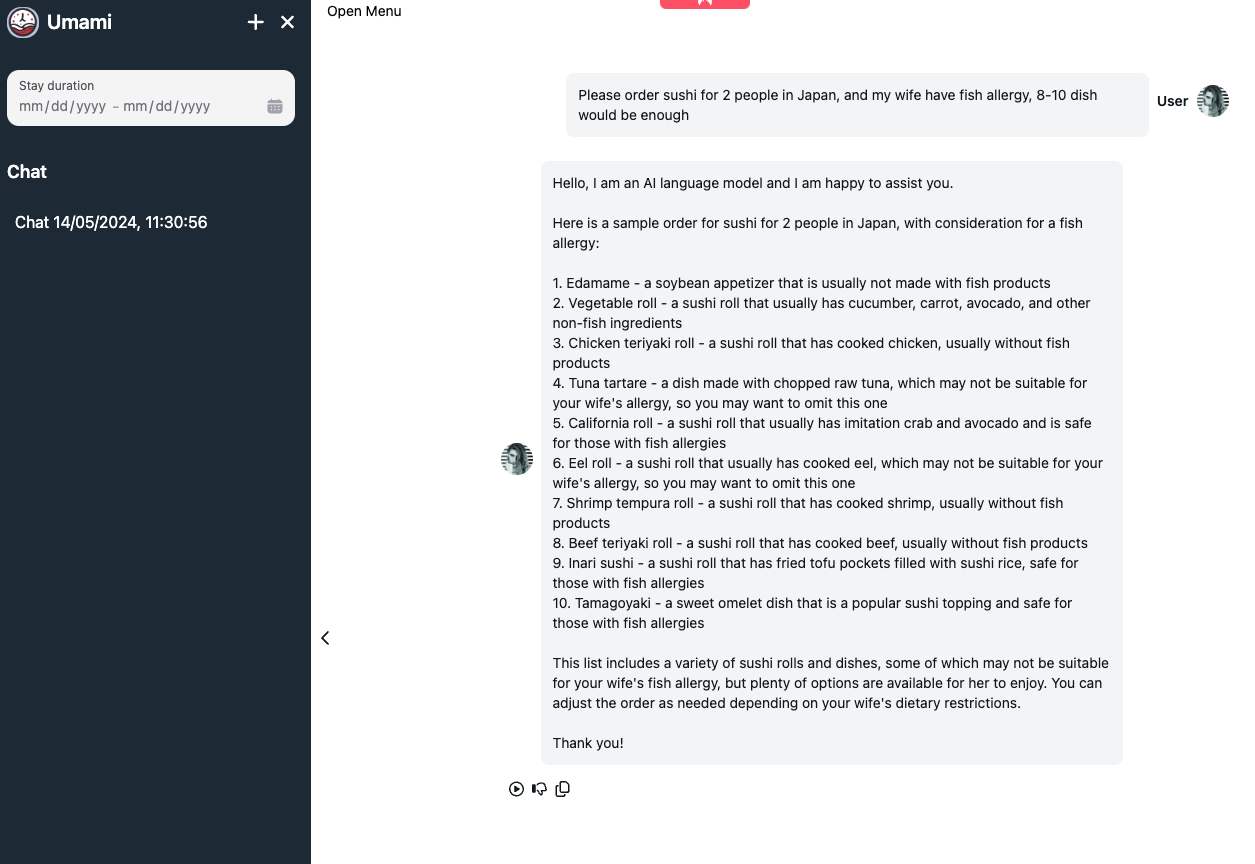 Umami
Open Menu
Stay duration
mm/dd/yyyy – mm/dd/yyyy
Chat
Chat 14/05/2024, 11:30:56
Please order sushi for 2 people in Japan, and my wife have fish allergy, 8-10 dish
would be enough
User
Hello, I am an AI language model and I am happy to assist you.
Here is a sample order for sushi for 2 people in Japan, with consideration for a fish
allergy:
1. Edamame - a soybean appetizer that is usually not made with fish products
2. Vegetable roll - a sushi roll that usually has cucumber, carrot, avocado, and other
non-fish ingredients
3. Chicken teriyaki roll - a sushi roll that has cooked chicken, usually without fish
products
4. Tuna tartare - a dish made with chopped raw tuna, which may not be suitable for
your wife's allergy, so you may want to omit this one
5. California roll - a sushi roll that usually has imitation crab and avocado and is safe
for those with fish allergies
6. Eel roll - a sushi roll that usually has cooked eel, which may not be suitable for your
wife's allergy, so you may want to omit this one
7. Shrimp tempura roll - a sushi roll that has cooked shrimp, usually without fish
products
8. Beef teriyaki roll - a sushi roll that has cooked beef, usually without fish products
9. Inari sushi - a sushi roll that has fried tofu pockets filled with sushi rice, safe for
those with fish allergies
10. Tamagoyaki - a sweet omelet dish that is a popular sushi topping and safe for
those with fish allergies
This list includes a variety of sushi rolls and dishes, some of which may not be suitable
for your wife's fish allergy, but plenty of options are available for her to enjoy. You can
adjust the order as needed depending on your wife's dietary restrictions.
Thank you!